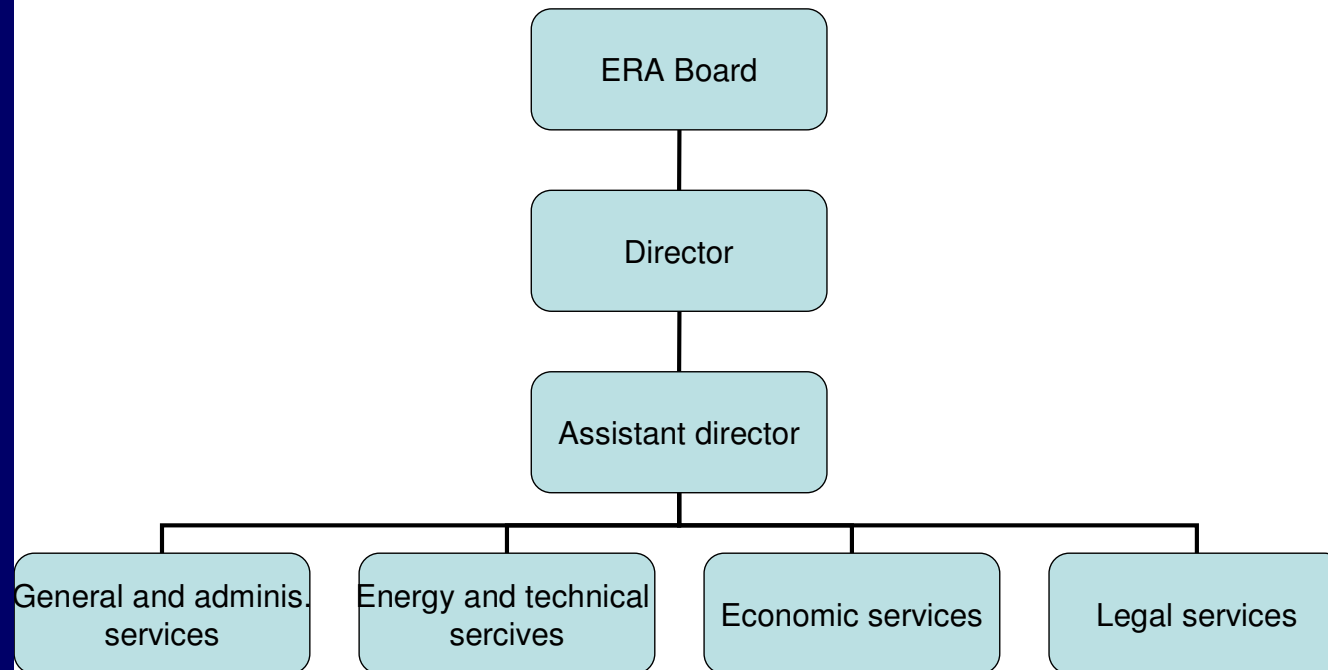 ERA Board
Director
Assistant director
General and adminis.
services
Energy and technical
sercives
Economic services
Legal services